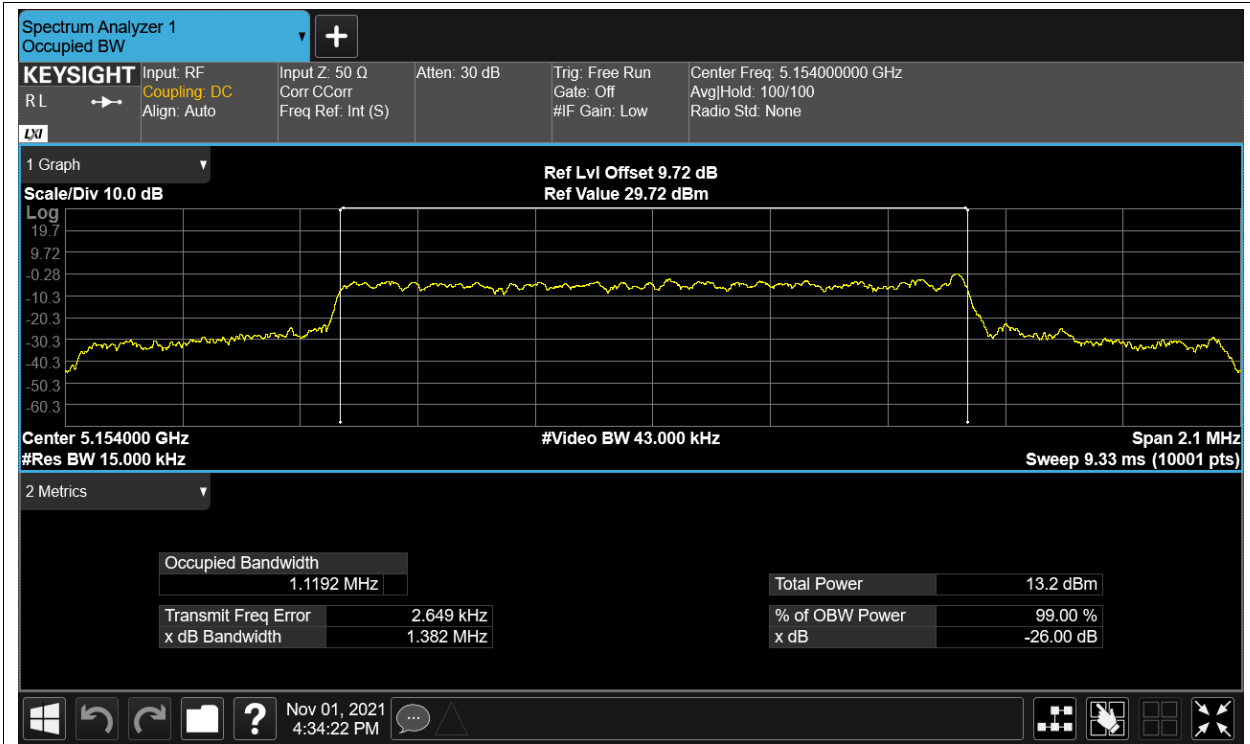 Spectrum Analyzer 1
Occupied BW
KEYSIGHT
R L
LXI
Input: RF
Coupling: DC
Align: Auto
Input Z: 50 Ω
Corr CCorr
Freq Ref: Int (S)
Atten: 30 dB
Trig: Free Run
Gate: Off
#IF Gain: Low
Center Freq: 5.154000000 GHz
Avg|Hold: 100/100
Radio Std: None
1 Graph
Scale/Div 10.0 dB
Ref Lvl Offset 9.72 dB
Ref Value 29.72 dBm
Log
19.7
9.72
-0.28
-10.3
-20.3
-30.3
-40.3
-50.3
-60.3
Center 5.154000 GHz
#Video BW 43.000 kHz
Span 2.1 MHz
#Res BW 15.000 kHz
Sweep 9.33 ms (10001 pts)
2 Metrics
Occupied Bandwidth
1.1192 MHz
Total Power 13.2 dBm
Transmit Freq Error 2.649 kHz
% of OBW Power 99.00 %
x dB Bandwidth 1.382 MHz
x dB -26.00 dB
?
Nov 01, 2021
4:34:22 PM